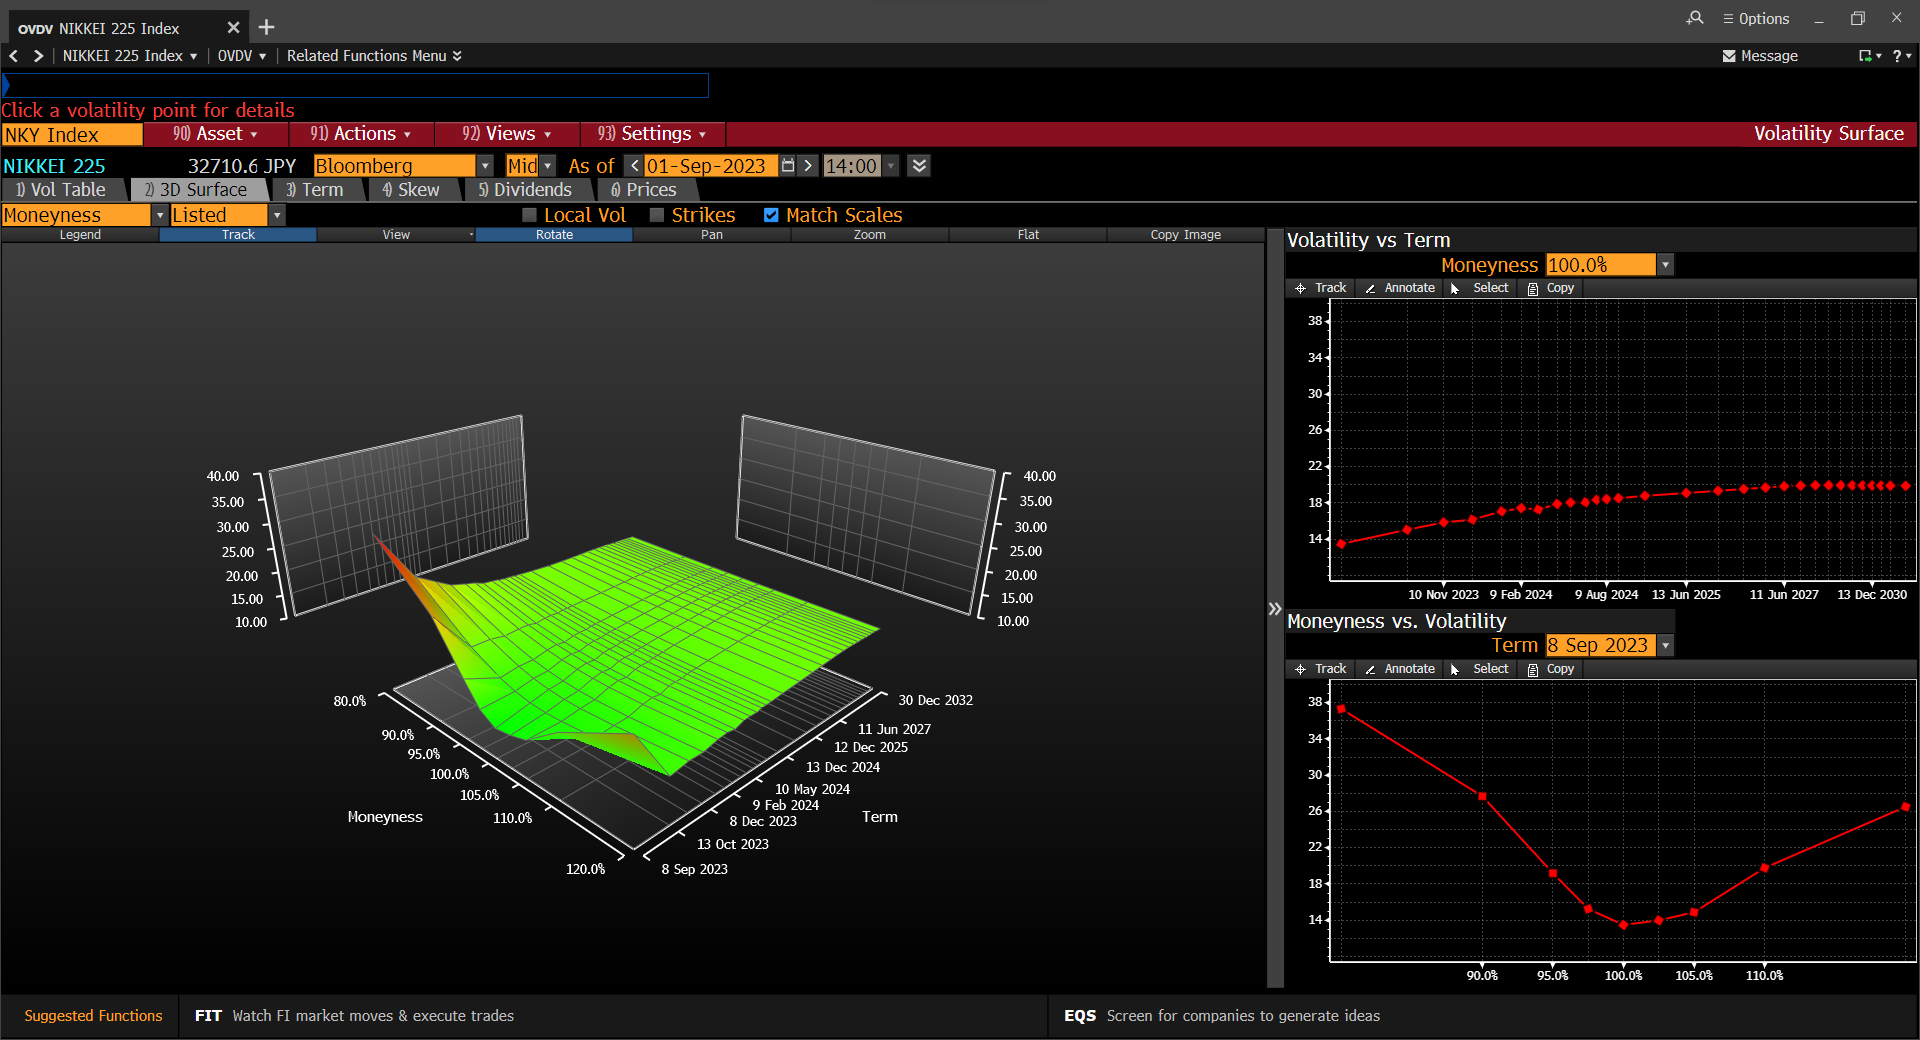 OVDV NIKKEI 225 Index
Options
NIKKEI 225 Index OVDV Related Functions Menu
Message ?
Click a volatility point for details
NKY Index 90) Asset 91) Actions 92) Views 93) Settings Volatility Surface
NIKKEI 225 32710.6 JPY Bloomberg Mid As of < 01-Sep-2023 > 14:00
1) Vol Table 2) 3D Surface 3) Term 4) Skew 5) Dividends 6) Prices
Moneyness Listed Local Vol Strikes Match Scales
Legend Track View Rotate Pan Zoom Flat Copy Image
40.00
35.00
30.00
25.00
20.00
15.00
10.00
40.00
35.00
30.00
25.00
20.00
15.00
10.00
80.0%
90.0%
95.0%
100.0%
105.0%
110.0%
120.0%
Moneyness
30 Dec 2032
11 Jun 2027
12 Dec 2025
13 Dec 2024
10 May 2024
9 Feb 2024
8 Dec 2023
13 Oct 2023
8 Sep 2023
Term
Volatility vs Term
Moneyness 100.0%
Track Annotate Select Copy
38
34
30
26
22
18
14
10 Nov 2023 9 Feb 2024 9 Aug 2024 13 Jun 2025 11 Jun 2027 13 Dec 2030
Moneyness vs. Volatility
Term 8 Sep 2023
Track Annotate Select Copy
38
34
30
26
22
18
14
90.0% 95.0% 100.0% 105.0% 110.0%
Suggested Functions FIT Watch FI market moves & execute trades EQS Screen for companies to generate ideas